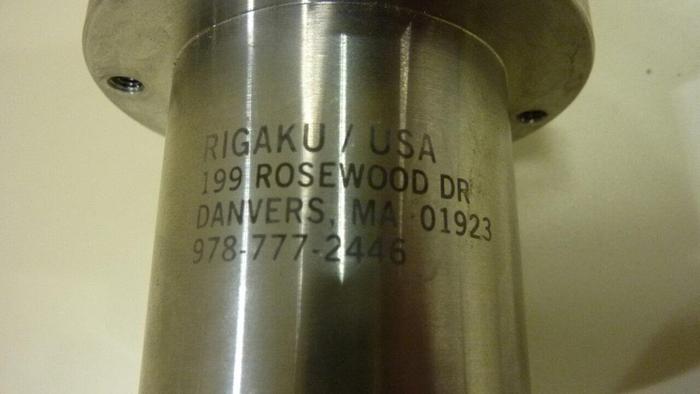 RIGAKU / USA
199 ROSEWOOD DR
DANVERS, MA 01923
978-777-2446